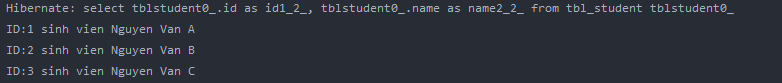 Hibernate: select tblstudent0_.id as id1_2_, tblstudent0_.name as name2_2_ from tbl_student tblstudent0_
ID:1 sinh vien Nguyen Van A
ID:2 sinh vien Nguyen Van B
ID:3 sinh vien Nguyen Van C